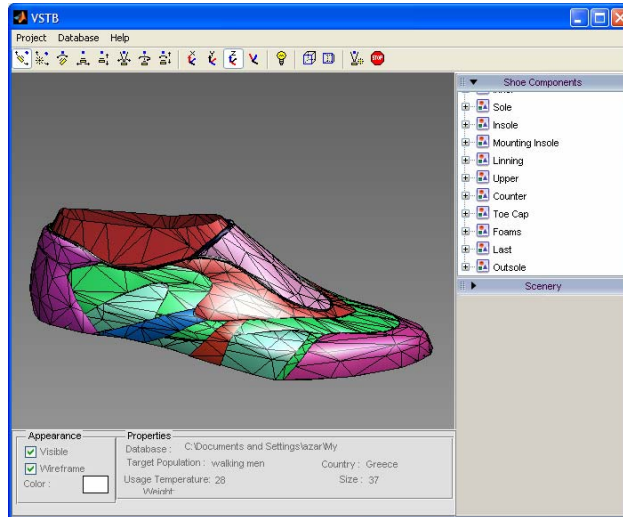 VSTB
Project Database Help
Shoe Components
Sole
Insole
Mounting Insole
Linning
Upper
Counter
Toe Cap
Foams
Last
Outsole
Scenery
Appearance
Visible
Wireframe
Color :
Properties
Database : C:\Documents and Settings\azar\My
Target Population : walking men Country : Greece
Usage Temperature: 28 Size : 37
Weight: